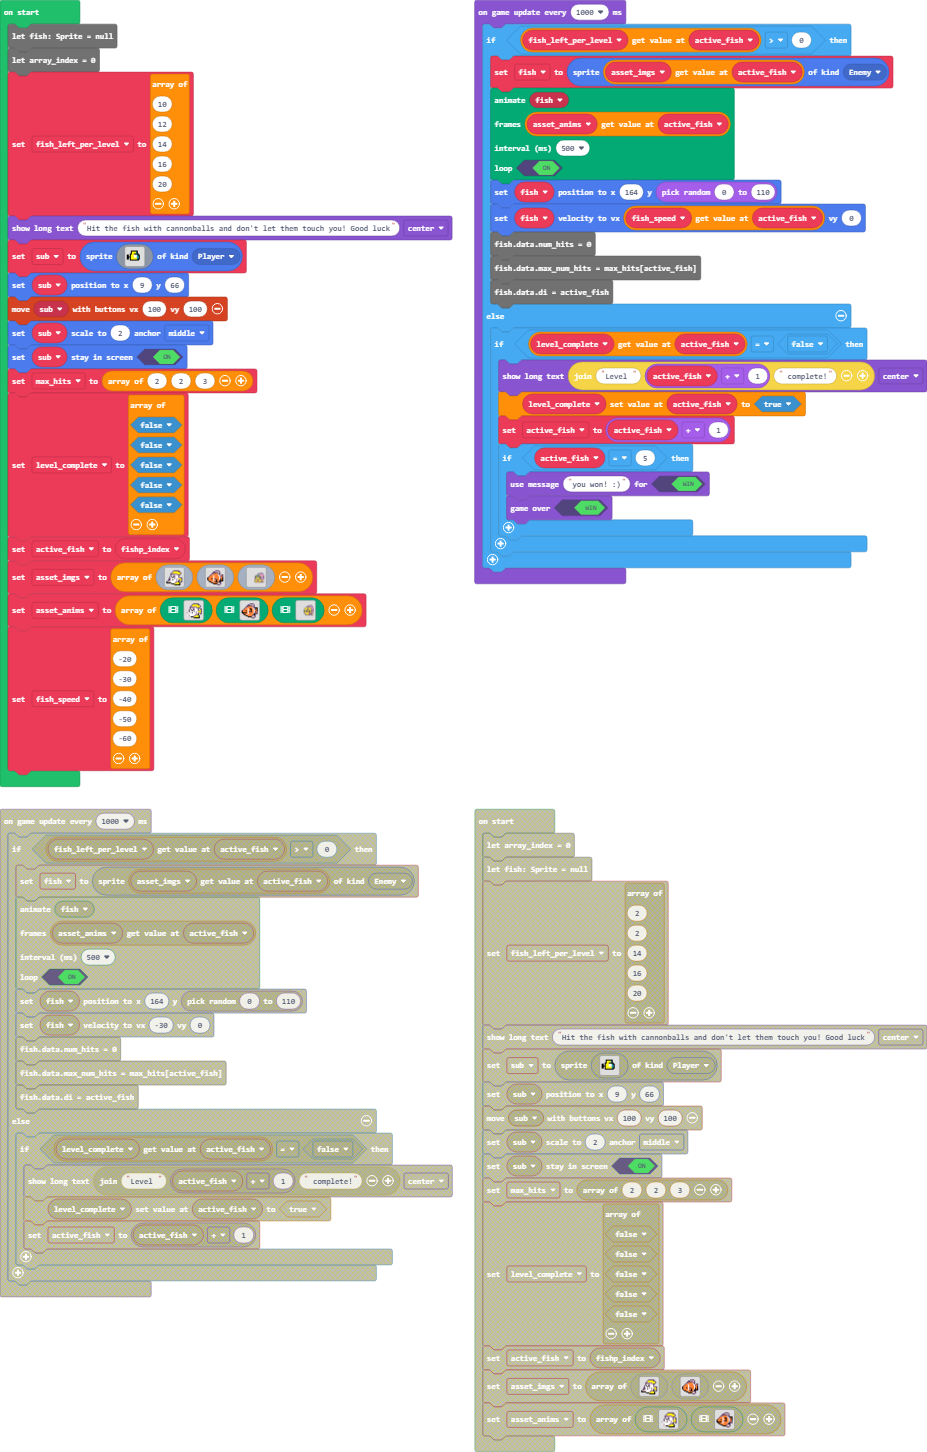 on start
let fish: Sprite = null
let array_index = 0
set fish_left_per_level to array of 10 12 14 16 20
show long text "Hit the fish with cannonballs and don't let them touch you! Good luck" center
set sub to sprite of kind Player
set sub position to x 9 y 66
move sub with buttons vx 100 vy 100
set sub scale to 2 anchor middle
set sub stay in screen ON
set max_hits to array of 2 2 3
set level_complete to array of false false false false false
set active_fish to fishp_index
set asset_imgs to array of
set asset_anims to array of
set fish_speed to array of -20 -30 -40 -50 -60
on game update every 1000 ms
if fish_left_per_level get value at active_fish > 0 then
set fish to sprite asset_imgs get value at active_fish of kind Enemy
animate fish
frames asset_anims get value at active_fish
interval (ms) 500
loop ON
set fish position to x 164 y pick random 0 to 110
set fish velocity to vx fish_speed get value at active_fish vy 0
fish.data.num_hits = 0
fish.data.max_num_hits = max_hits[active_fish]
fish.data.di = active_fish
else
if level_complete get value at active_fish = false then
show long text join "Level " active_fish + 1 " complete!" center
level_complete set value at active_fish to true
set active_fish to active_fish + 1
if active_fish = 5 then
use message "you won! :)" for WIN
game over WIN
on game update every 1000 ms
if fish_left_per_level get value at active_fish > 0 then
set fish to sprite asset_imgs get value at active_fish of kind Enemy
animate fish
frames asset_anims get value at active_fish
interval (ms) 500
loop ON
set fish position to x 164 y pick random 0 to 110
set fish velocity to vx -30 vy 0
fish.data.num_hits = 0
fish.data.max_num_hits = max_hits[active_fish]
fish.data.di = active_fish
else
if level_complete get value at active_fish = false then
show long text join "Level " active_fish + 1 " complete!" center
level_complete set value at active_fish to true
set active_fish to active_fish + 1
on start
let array_index = 0
let fish: Sprite = null
set fish_left_per_level to array of 2 2 14 16 20
show long text "Hit the fish with cannonballs and don't let them touch you! Good luck" center
set sub to sprite of kind Player
set sub position to x 9 y 66
move sub with buttons vx 100 vy 100
set sub scale to 2 anchor middle
set sub stay in screen ON
set max_hits to array of 2 2 3
set level_complete to array of false false false false false
set active_fish to fishp_index
set asset_imgs to array of
set asset_anims to array of